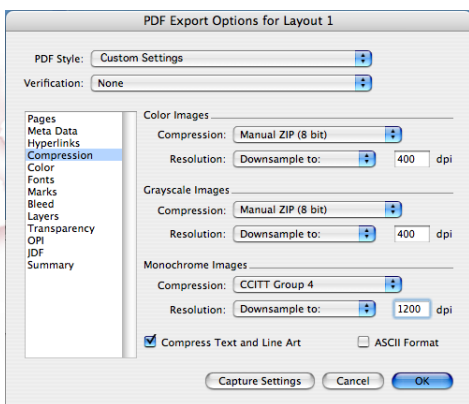 PDF Export Options for Layout 1
PDF Style: Custom Settings
Verification: None
Pages
Meta Data
Hyperlinks
Compression
Color
Fonts
Marks
Bleed
Layers
Transparency
OPI
JDF
Summary
Color Images
Compression: Manual ZIP (8 bit)
Resolution: Downsample to: 400 dpi
Grayscale Images
Compression: Manual ZIP (8 bit)
Resolution: Downsample to: 400 dpi
Monochrome Images
Compression: CCITT Group 4
Resolution: Downsample to: 1200 dpi
Compress Text and Line Art ASCII Format
Capture Settings Cancel OK